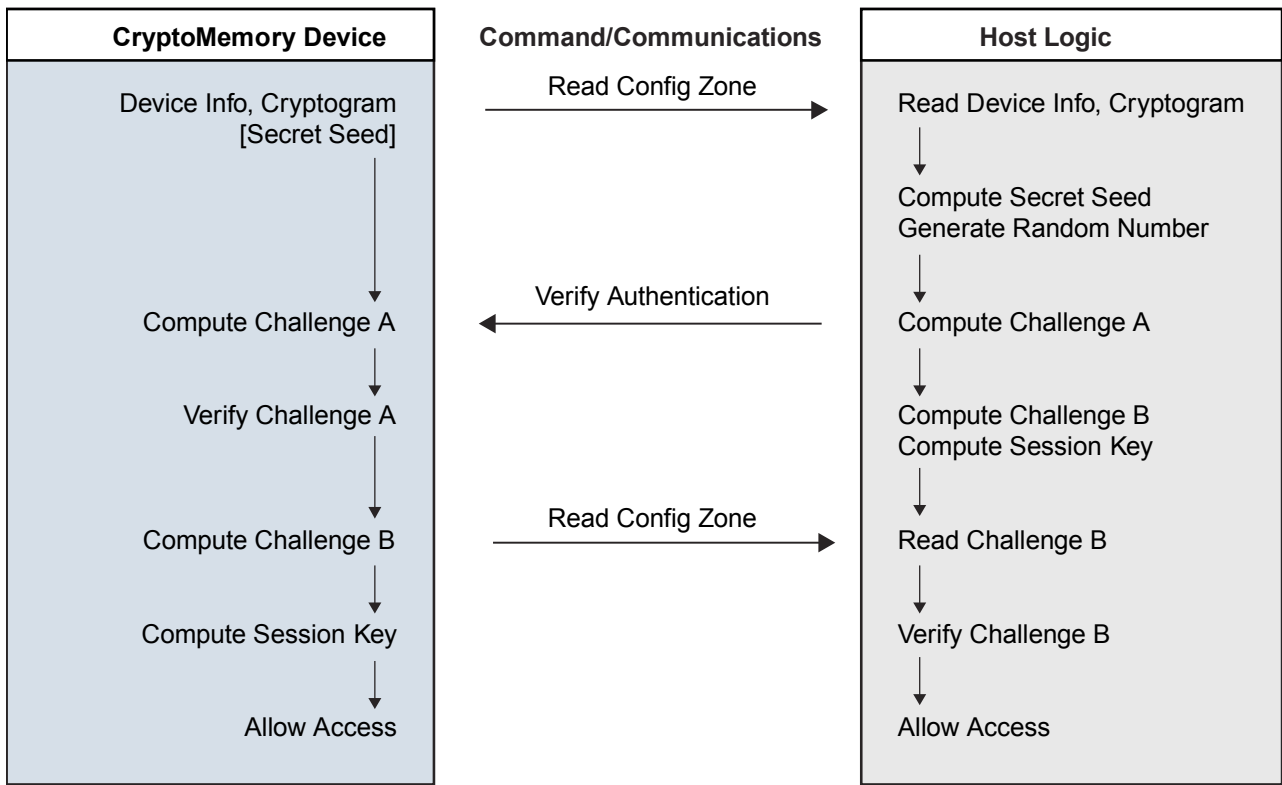 CryptoMemory Device
Command/Communications
Host Logic
Device Info, Cryptogram
[Secret Seed]
Read Config Zone
Read Device Info, Cryptogram
Compute Secret Seed
Generate Random Number
Verify Authentication
Compute Challenge A
Compute Challenge A
Verify Challenge A
Compute Challenge B
Compute Session Key
Read Config Zone
Compute Challenge B
Read Challenge B
Compute Session Key
Verify Challenge B
Allow Access
Allow Access